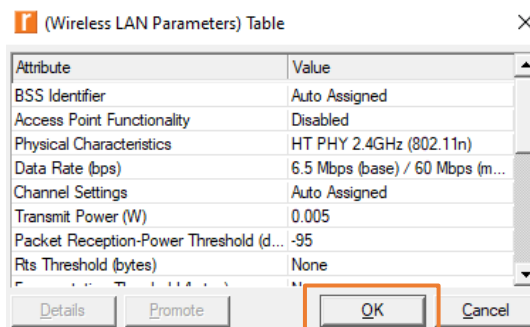 (Wireless LAN Parameters) Table
Attribute Value
BSS Identifier Auto Assigned
Access Point Functionality Disabled
Physical Characteristics HT PHY 2.4GHz (802.11n)
Data Rate (bps) 6.5 Mbps (base) / 60 Mbps (m...
Channel Settings Auto Assigned
Transmit Power (W) 0.005
Packet Reception-Power Threshold (d... -95
Rts Threshold (bytes) None
Details Promote OK Cancel